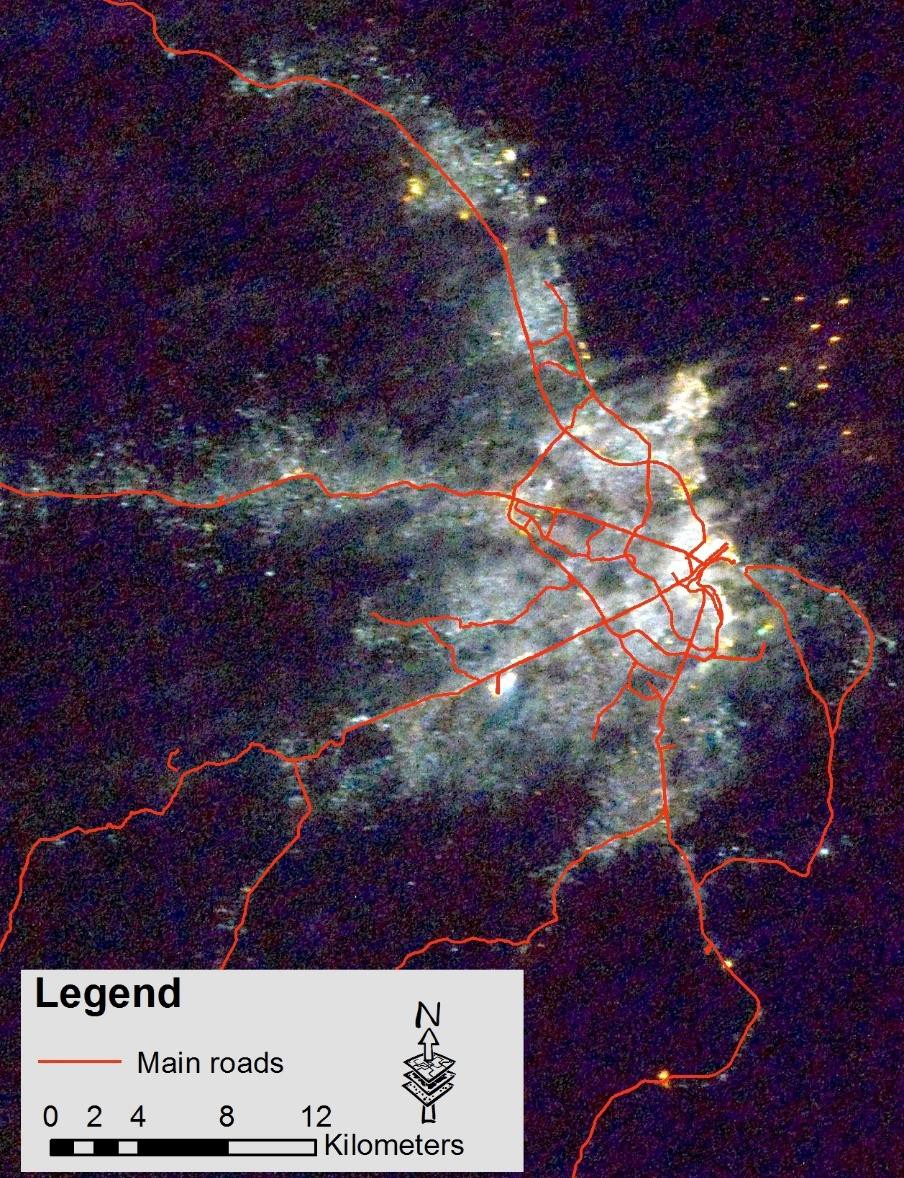 Legend
N
Main roads
0 2 4 8 12
Kilometers